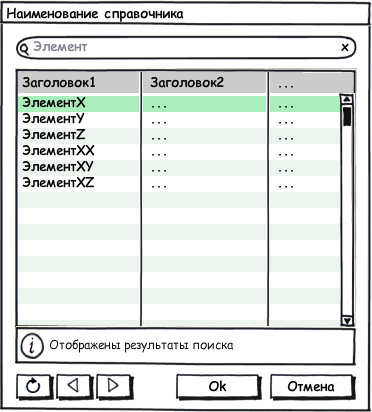 Наименование справочника
Элемент x
Заголовок1 Заголовок2 ...
ЭлементX ... ...
ЭлементY ... ...
ЭлементZ ... ...
ЭлементXX ... ...
ЭлементXY ... ...
ЭлементXZ ... ...
i Отображены результаты поиска
Ok Отмена